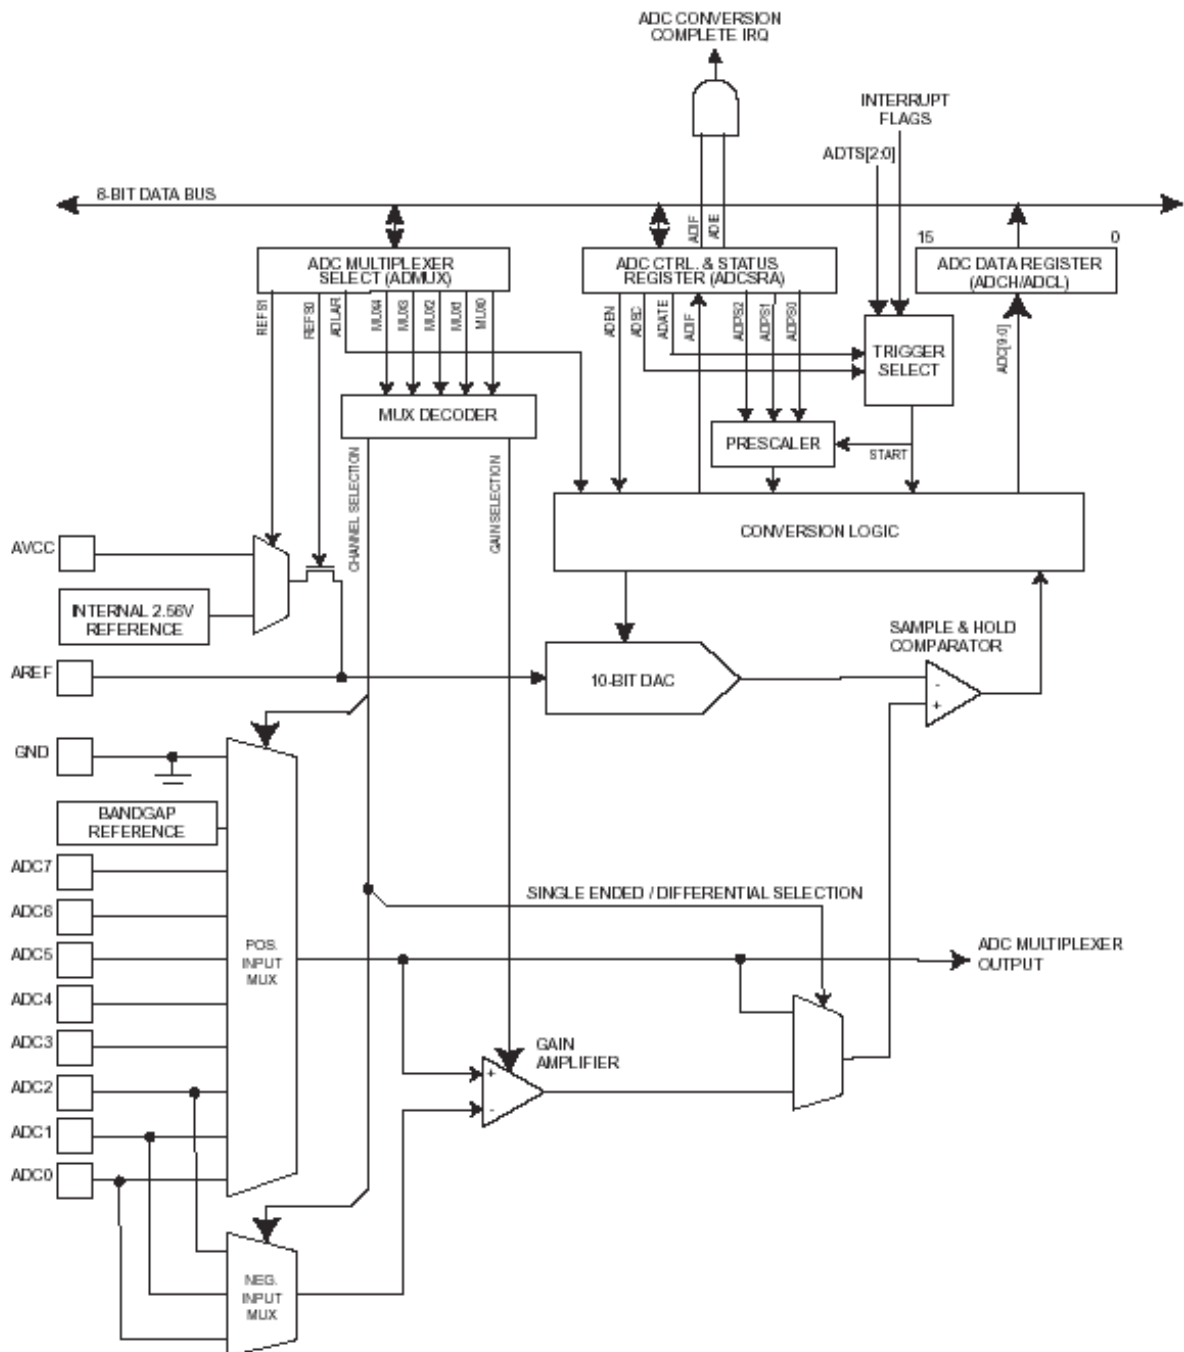 ADC CONVERSION
COMPLETE IRQ
INTERRUPT
FLAGS
ADTS[2:0]
8-BIT DATA BUS
ADIF
ADIE
15
0
ADC MULTIPLEXER
SELECT (ADMUX)
ADC CTRL. & STATUS
REGISTER (ADCSRA)
ADC DATA REGISTER
(ADCH/ADCL)
REFS1
REFS0
ADLAR
MUX4
MUX3
MUX2
MUX1
MUX0
ADEN
ADSC
ADATE
ADIF
ADPS2
ADPS1
ADPS0
ADC[9:0]
TRIGGER
SELECT
MUX DECODER
PRESCALER
START
CHANNEL SELECTION
GAIN SELECTION
CONVERSION LOGIC
AVCC
INTERNAL 2.56V
REFERENCE
SAMPLE & HOLD
COMPARATOR
AREF
10-BIT DAC
-
+
GND
BANDGAP
REFERENCE
ADC7
SINGLE ENDED / DIFFERENTIAL SELECTION
ADC6
ADC5
POS.
INPUT
MUX
ADC MULTIPLEXER
OUTPUT
ADC4
ADC3
GAIN
AMPLIFIER
+
-
ADC2
ADC1
ADC0
NEG.
INPUT
MUX